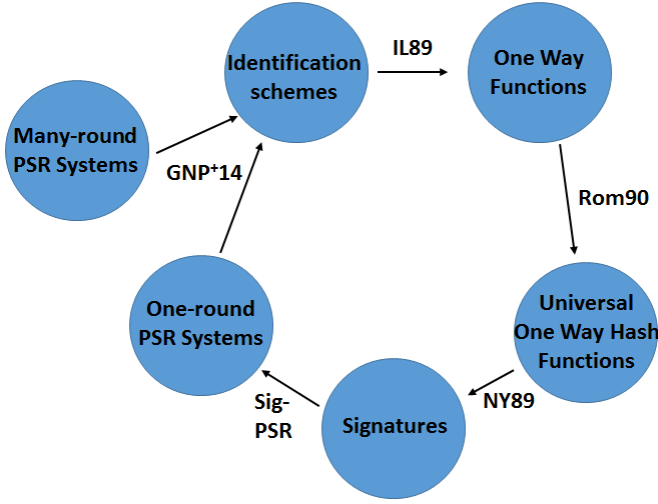 Identification
schemes
IL89
One Way
Functions
Many-round
PSR Systems
GNP⁺14
Rom90
One-round
PSR Systems
Universal
One Way Hash
Functions
Sig-
PSR
Signatures
NY89